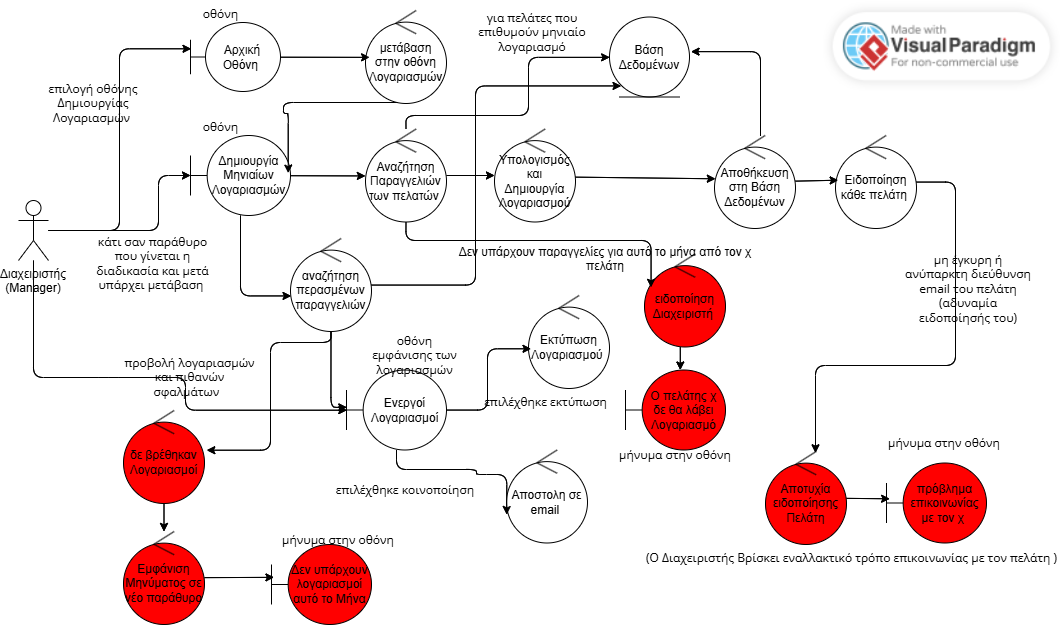 οθόνη
Αρχική
Οθόνη
μετάβαση
στην οθόνη
Λογαριασμών
για πελάτες που
επιθυμούν μηνιαίο
λογαριασμό
Βάση
Δεδομένων
Made with
VisualParadigm
For non-commercial use
επιλογή οθόνης
Δημιουργίας
Λογαριασμών
οθόνη
Δημιουργία
Μηνιαίων
Λογαριασμών
Αναζήτηση
Παραγγελιών
των πελατών
Υπολογισμός
και
Δημιουργία
Λογαριασμού
Αποθήκευση
στη Βάση
Δεδομένων
Ειδοποίηση
κάθε πελάτη
Διαχειριστής
(Manager)
κάτι σαν παράθυρο
που γίνεται η
διαδικασία και μετά
υπάρχει μετάβαση
αναζήτηση
περασμένων
παραγγελιών
Δεν υπάρχουν παραγγελίες για αυτό το μήνα από τον χ
πελάτη
ειδοποίηση
Διαχειριστή
μη έγκυρη ή
ανύπαρκτη διέυθυνση
email του πελάτη
(αδυναμία
ειδοποίησής του)
προβολή λογαριασμών
και πιθανών
σφαλμάτων
οθόνη
εμφάνισης των
λογαριασμών
Ενεργοί
Λογαριασμοί
Εκτύπωση
Λογαριασμού
επιλέχθηκε εκτύπωση
Ο πελάτης χ
δε θα λάβει
Λογαριασμό
μήνυμα στην οθόνη
δε βρέθηκαν
Λογαριασμοί
επιλέχθηκε κοινοποίηση
Αποστολη σε
email
μήνυμα στην οθόνη
Αποτυχία
ειδοποίησης
Πελάτη
πρόβλημα
επικοινωνίας
με τον χ
(Ο Διαχειριστής Βρίσκει εναλλακτικό τρόπο επικοινωνίας με τον πελάτη )
Εμφάνιση
Μηνύματος σε
νέο παράθυρο
μήνυμα στην οθόνη
Δεν υπάρχουν
λογαριασμοί
αυτό το Μήνα